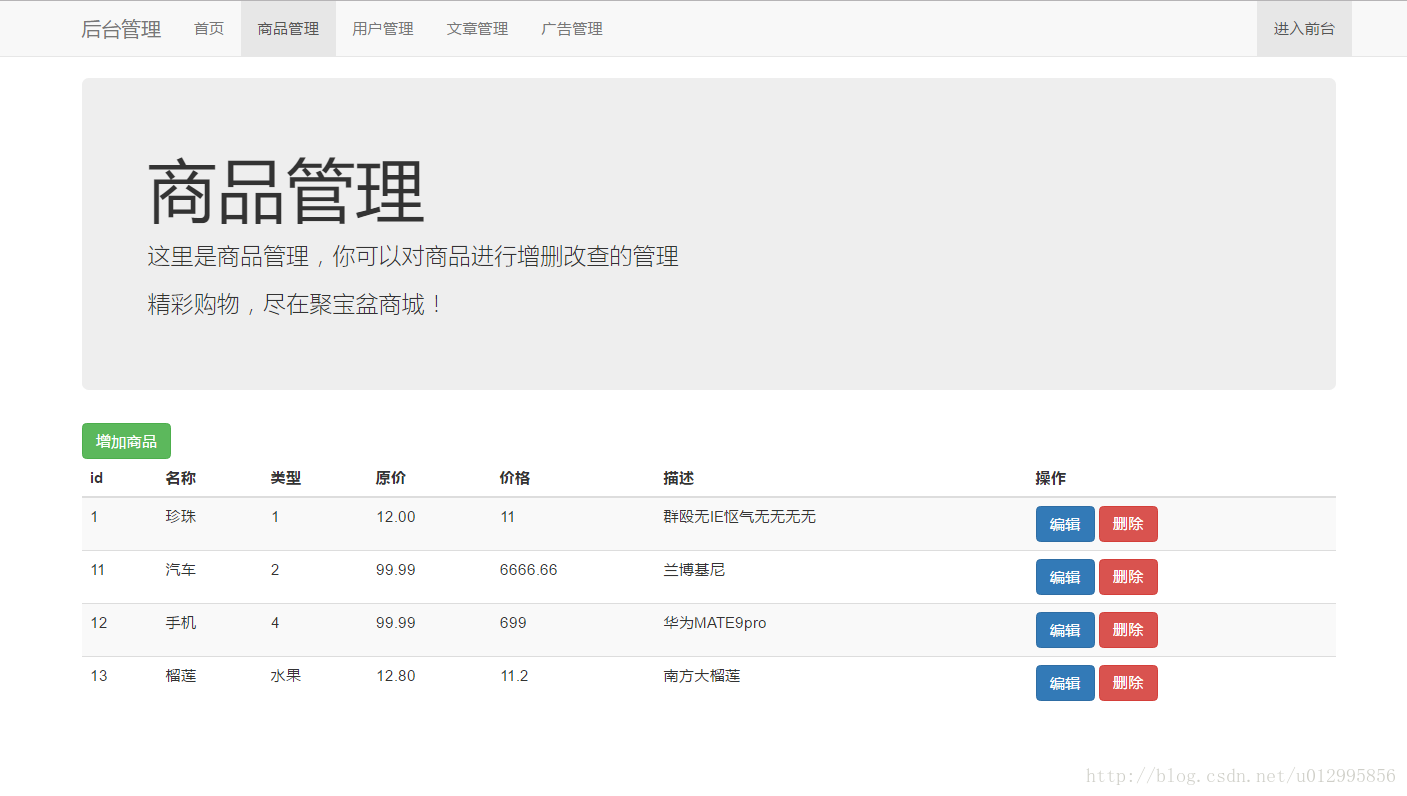 后台管理 首页 商品管理 用户管理 文章管理 广告管理 进入前台
商品管理
这里是商品管理，你可以对商品进行增删改查的管理
精彩购物，尽在聚宝盆商城！
增加商品
id 名称 类型 原价 价格 描述 操作
1 珍珠 1 12.00 11 群殴无IE怄气无无无无 编辑 删除
11 汽车 2 99.99 6666.66 兰博基尼 编辑 删除
12 手机 4 99.99 699 华为MATE9pro 编辑 删除
13 榴莲 水果 12.80 11.2 南方大榴莲 编辑 删除
http://blog.csdn.net/u012995856